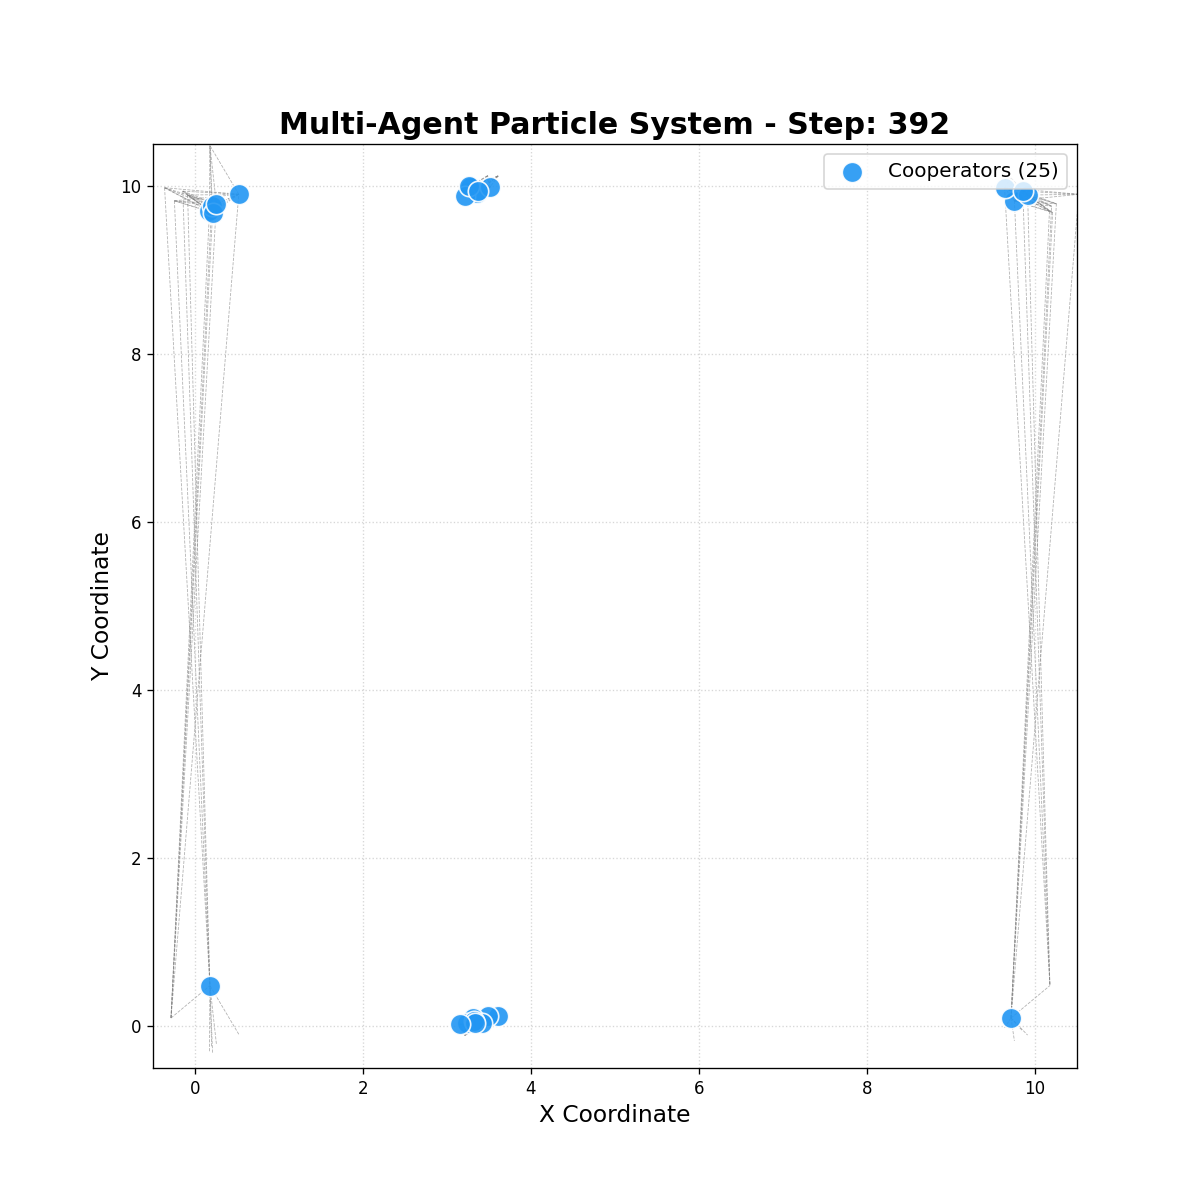 Multi-Agent Particle System - Step: 392
Cooperators (25)
10
8
6
4
2
0
Y Coordinate
0 2 4 6 8 10
X Coordinate